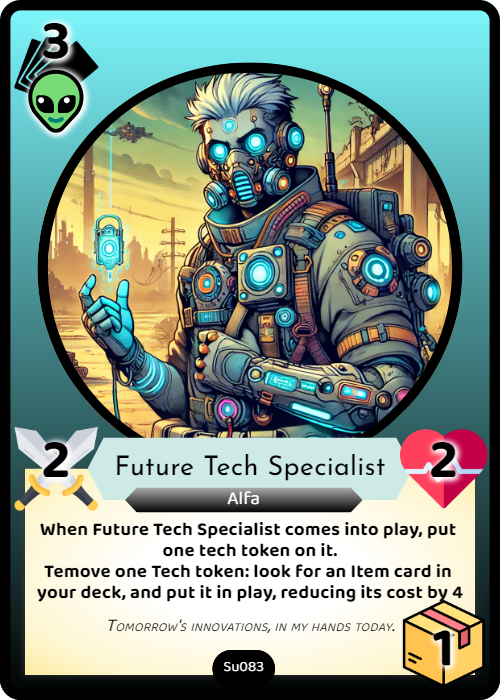 3
2
Future Tech Specialist
2
Alfa
When Future Tech Specialist comes into play, put
one tech token on it.
Temove one Tech token: look for an Item card in
your deck, and put it in play, reducing its cost by 4
Tomorrow's innovations, in my hands today.
1
Su083